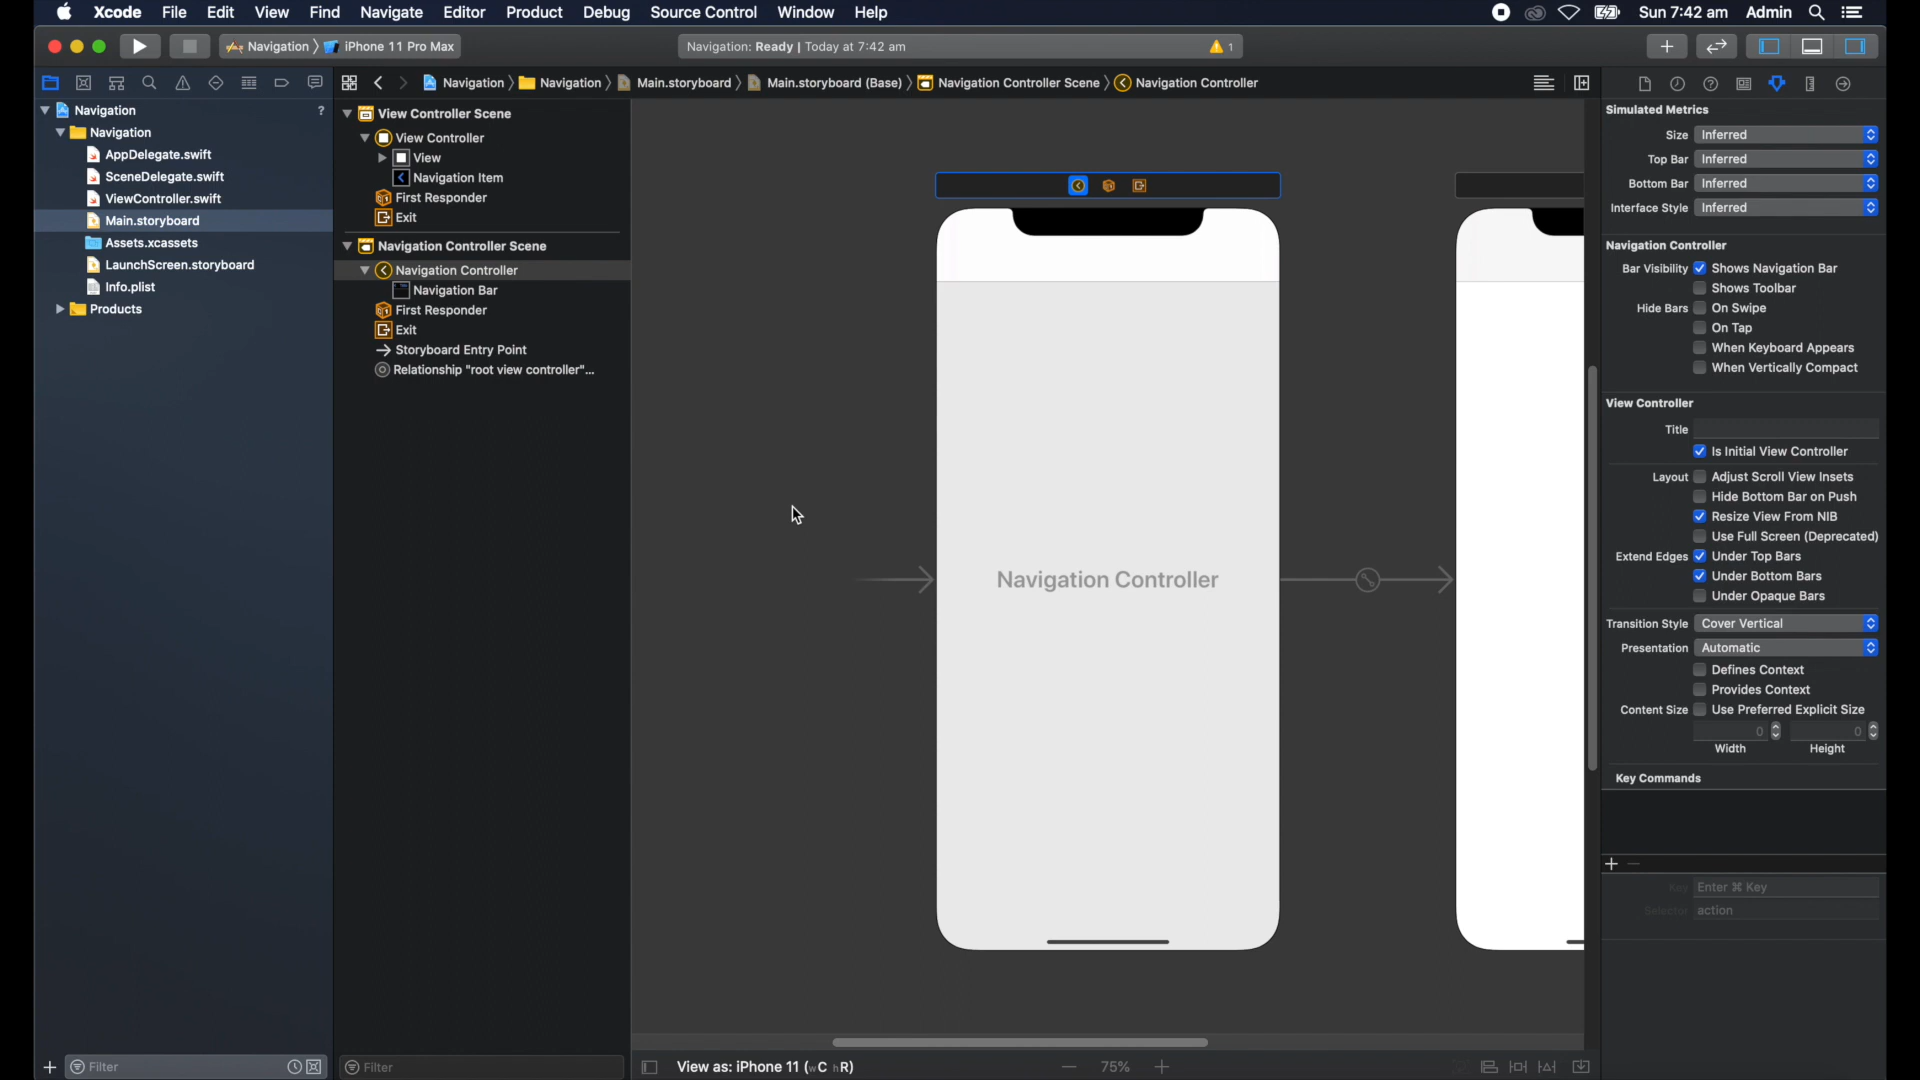 Xcode File Edit View Find Navigate Editor Product Debug Source Control Window Help Sun 7:42 am Admin
Navigation iPhone 11 Pro Max Navigation: Ready | Today at 7:42 am 1
Navigation Navigation Main.storyboard Main.storyboard (Base) Navigation Controller Scene Navigation Controller
Navigation ?
Navigation
AppDelegate.swift
SceneDelegate.swift
ViewController.swift
Main.storyboard
Assets.xcassets
LaunchScreen.storyboard
Info.plist
Products
Filter
View Controller Scene
View Controller
View
Navigation Item
First Responder
Exit
Navigation Controller Scene
Navigation Controller
Navigation Bar
First Responder
Exit
Storyboard Entry Point
Relationship "root view controller"...
Filter
Navigation Controller
View as: iPhone 11 (wC hR)
75%
Simulated Metrics
Size Inferred
Top Bar Inferred
Bottom Bar Inferred
Interface Style Inferred
Navigation Controller
Bar Visibility Shows Navigation Bar
Shows Toolbar
Hide Bars On Swipe
On Tap
When Keyboard Appears
When Vertically Compact
View Controller
Title
Is Initial View Controller
Layout Adjust Scroll View Insets
Hide Bottom Bar on Push
Resize View From NIB
Use Full Screen (Deprecated)
Extend Edges Under Top Bars
Under Bottom Bars
Under Opaque Bars
Transition Style Cover Vertical
Presentation Automatic
Defines Context
Provides Context
Content Size Use Preferred Explicit Size
0 0
Width Height
Key Commands
Key Enter ⌘ Key
Selector action